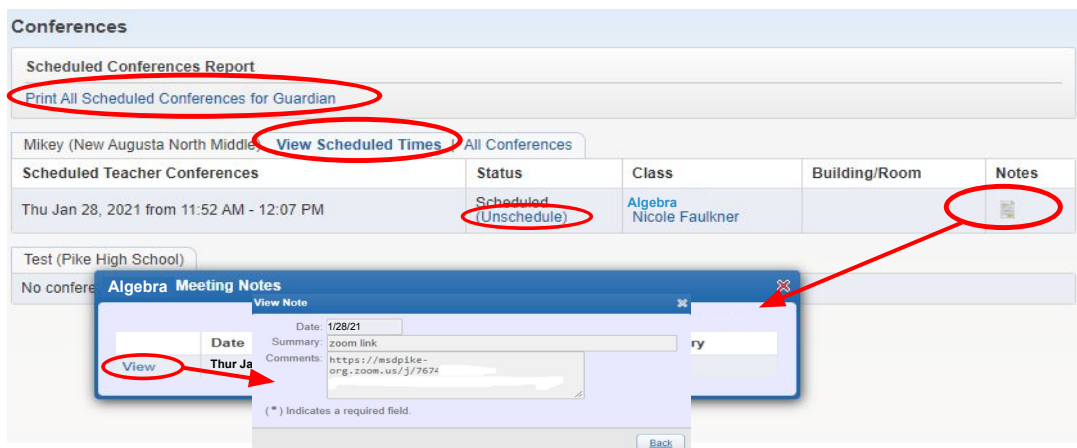 Conferences
Scheduled Conferences Report
Print All Scheduled Conferences for Guardian
Mikey (New Augusta North Middle) View Scheduled Times | All Conferences
Scheduled Teacher Conferences Status Class Building/Room Notes
Thu Jan 28, 2021 from 11:52 AM - 12:07 PM Scheduled (Unschedule) Algebra Nicole Faulkner
Test (Pike High School)
No confere
Algebra Meeting Notes
View Note
Date: 1/28/21
Date Summary: zoom link ry
View Thur Ja Comments: https://msdpike-
org.zoom.us/j/7674
(*) Indicates a required field.
Back